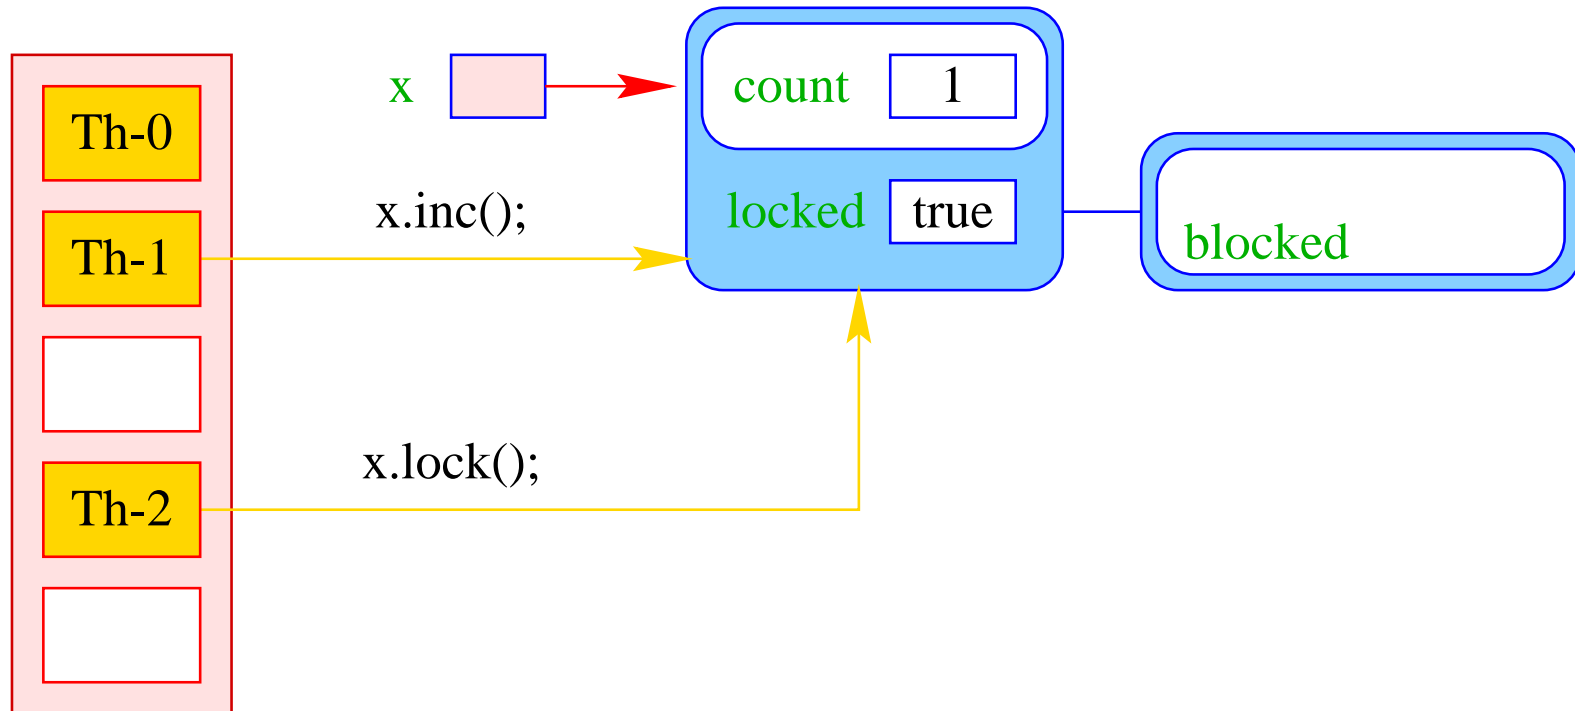 Th-0
x
count
1
Th-1
x.inc();
locked
true
blocked
Th-2
x.lock();